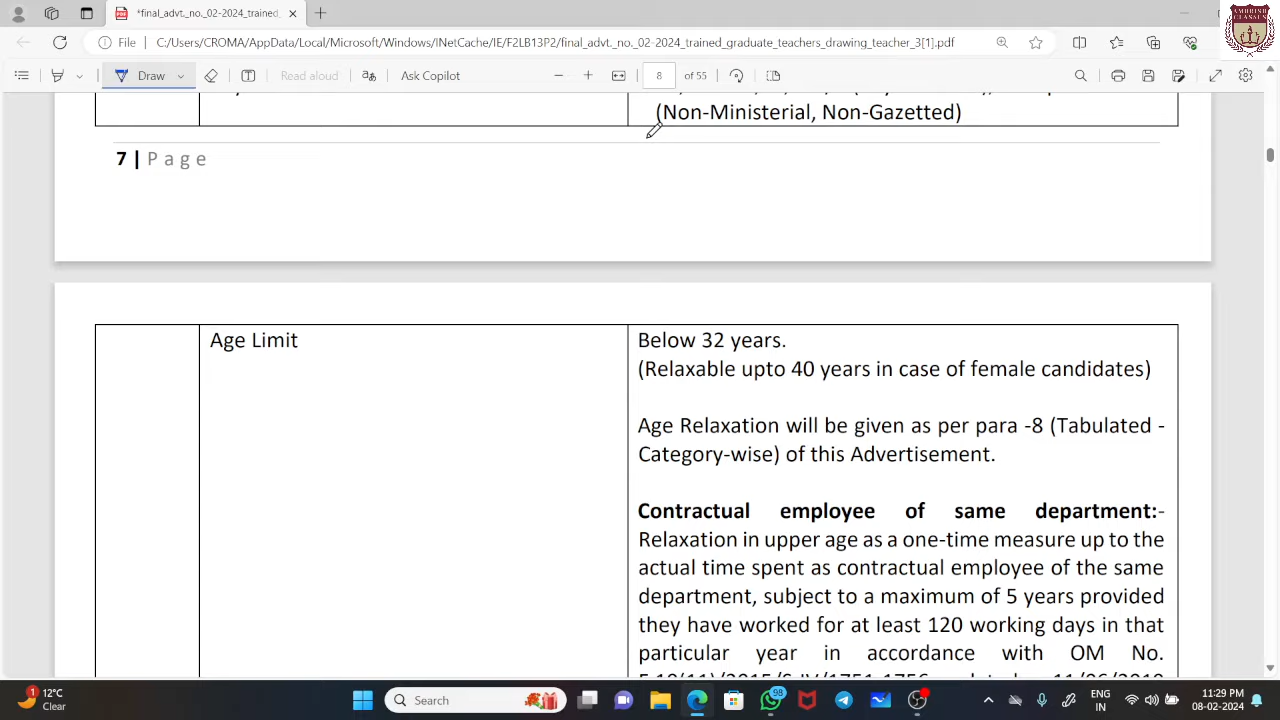 *final_advt._no._02-2024_trained_
AMBRISH
CLASSES
File
C:/Users/CROMA/AppData/Local/Microsoft/Windows/INetCache/IE/F2LB13P2/final_advt._no._02-2024_trained_graduate_teachers_drawing_teacher_3[1].pdf
Draw
Read aloud
Ask Copilot
8 of 55
(Non-Ministerial, Non-Gazetted)
7 | Page
Age Limit
Below 32 years.
(Relaxable upto 40 years in case of female candidates)
Age Relaxation will be given as per para -8 (Tabulated -
Category-wise) of this Advertisement.
Contractual employee of same department:-
Relaxation in upper age as a one-time measure up to the
actual time spent as contractual employee of the same
department, subject to a maximum of 5 years provided
they have worked for at least 120 working days in that
particular year in accordance with OM No.
1
12°C
Clear
Search
98
ENG
IN
11:29 PM
08-02-2024